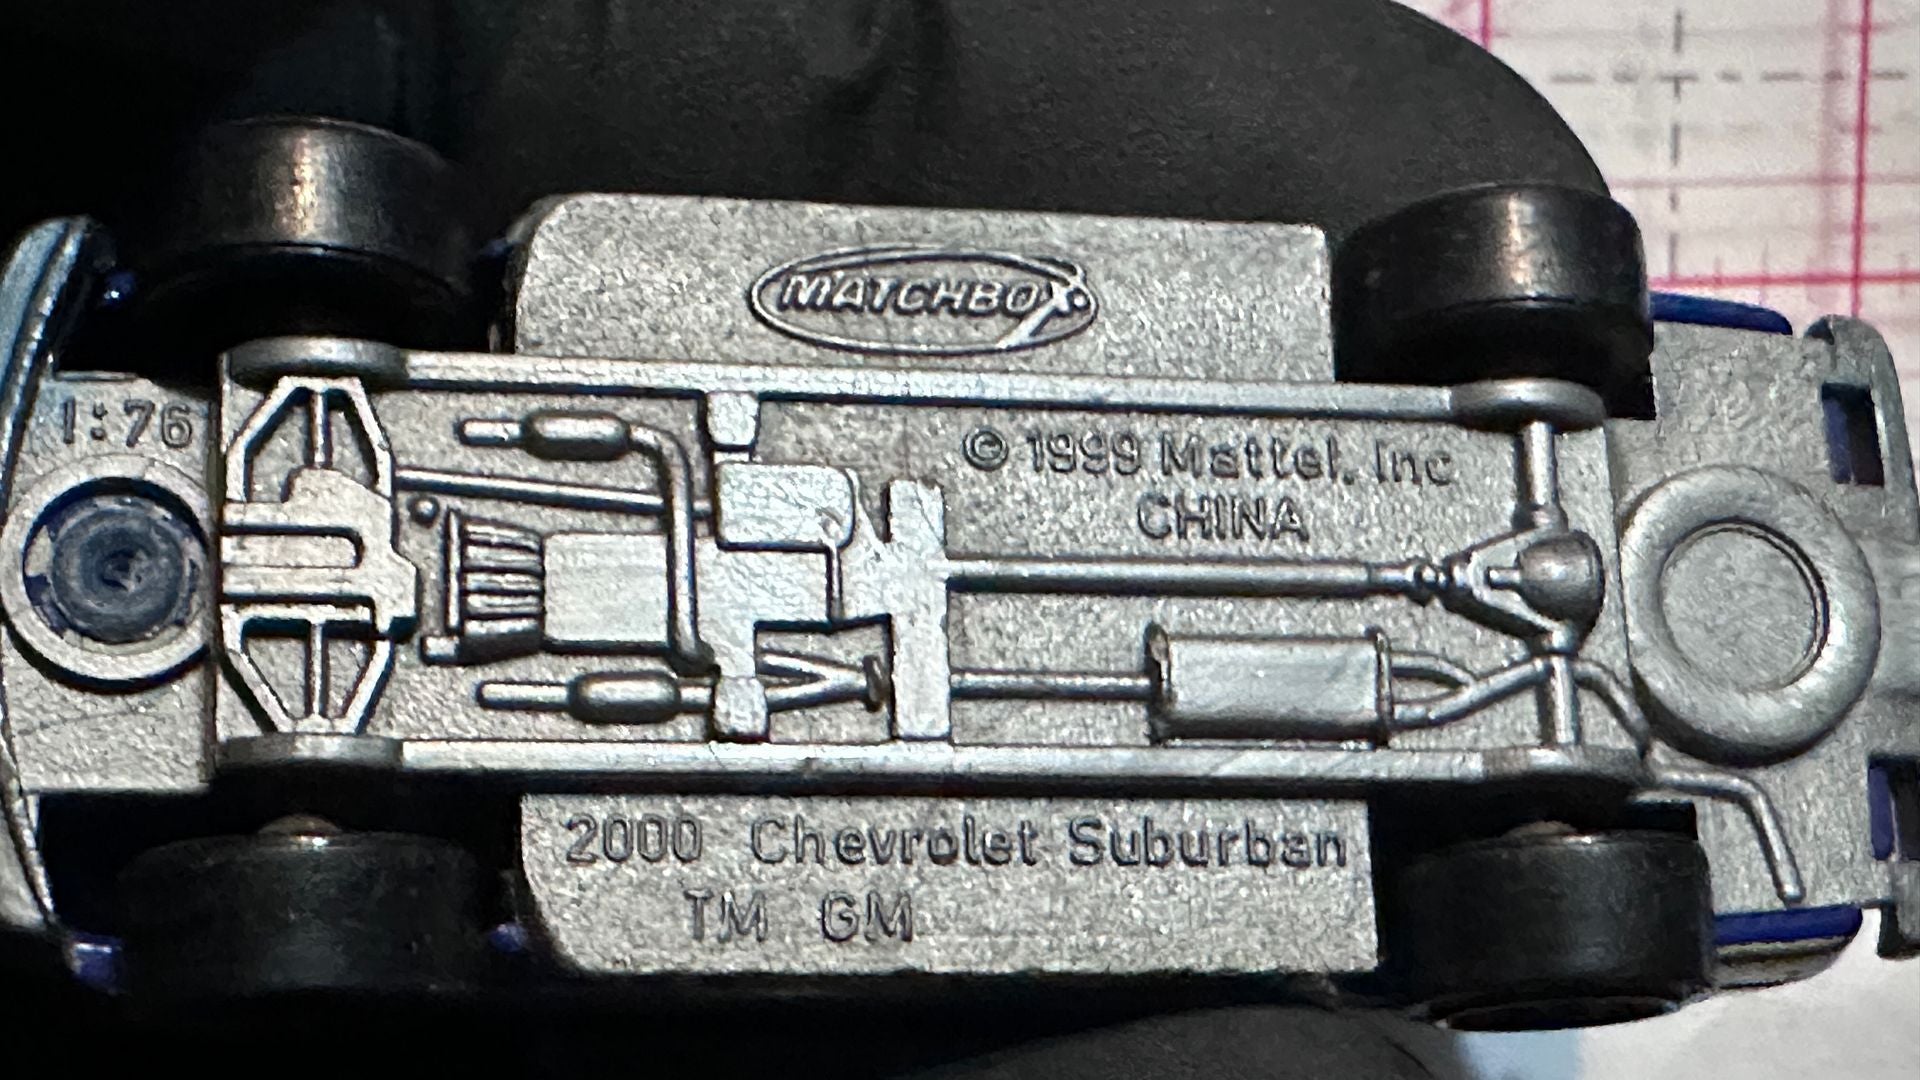 MATCHBOX
1:76
© 1999 Mattel, Inc
CHINA
2000 Chevrolet Suburban
TM GM